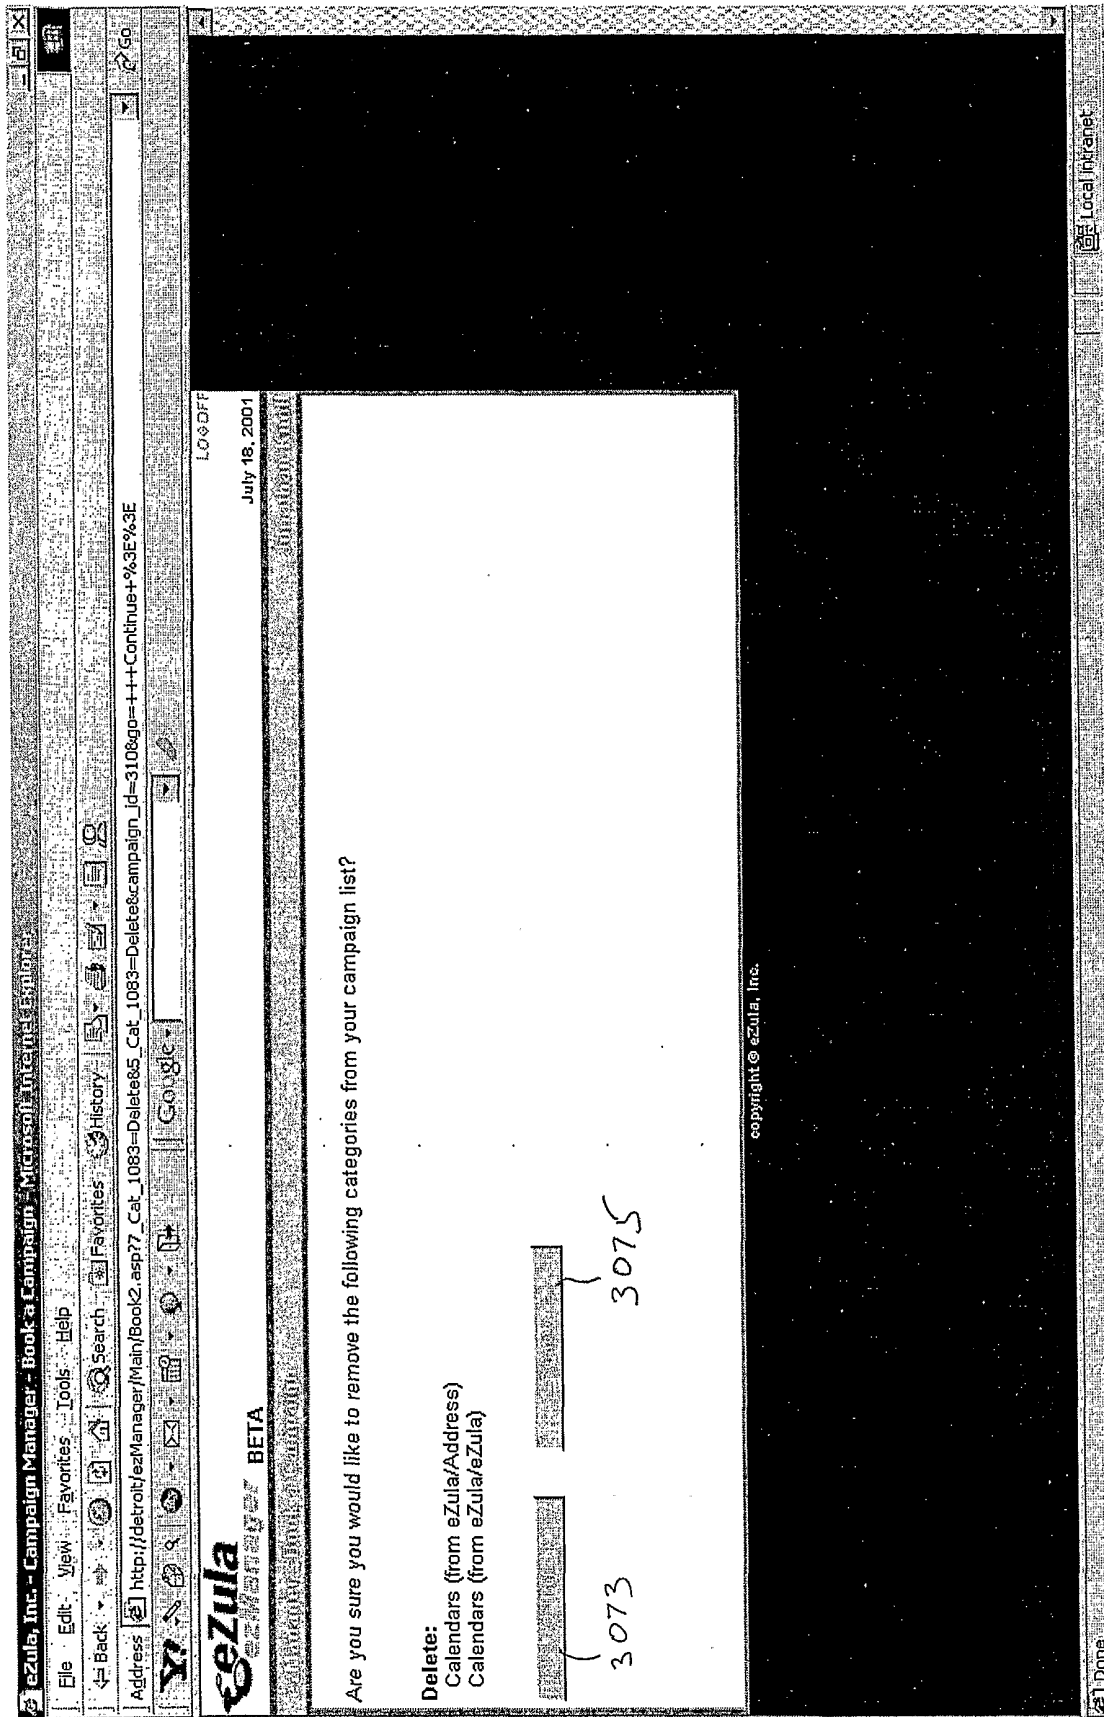 eZula, Inc. - Campaign Manager - Book a Campaign - Microsoft Internet Explorer
File Edit View Favorites Tools Help
Back Search Favorites History
Address http://detroit/ezManager/Main/Book2.asp?7_Cat_1083=Delete&5_Cat_1083=Delete&campaign_id=310&go=+++Continue+%3E%3E Go
Y! Google
eZula LOGOFF
ezManager BETA July 18, 2001
Are you sure you would like to remove the following categories from your campaign list?
Delete:
Calendars (from eZula/Address)
Calendars (from eZula/eZula)
3073 3075
copyright © eZula, Inc.
Done Local intranet